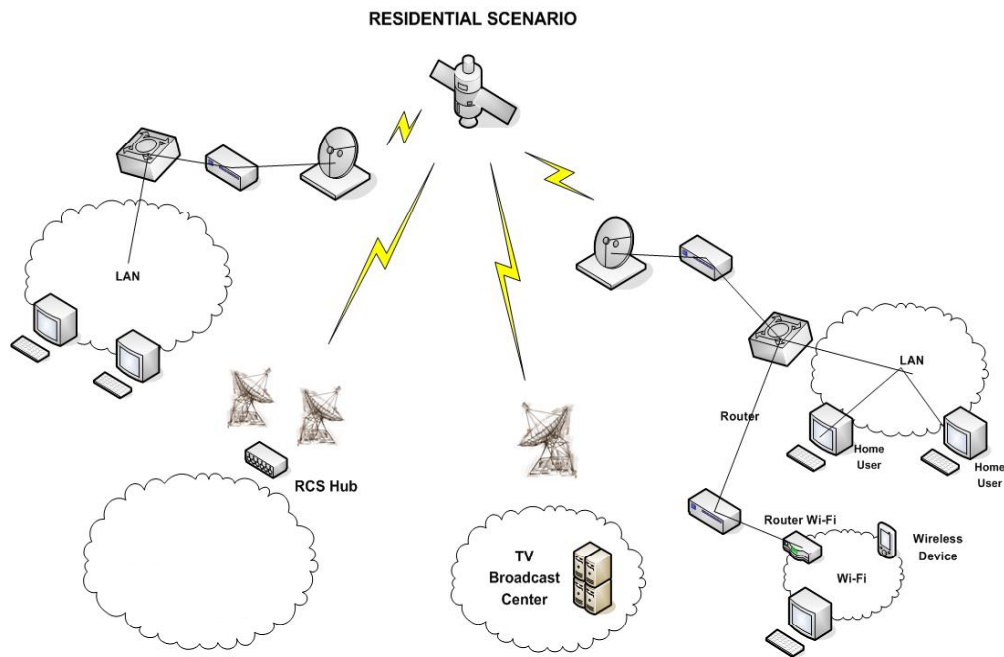 RESIDENTIAL SCENARIO
LAN
LAN
Router
Home
User
Home
User
RCS Hub
Router Wi-Fi
Wireless
Device
TV
Broadcast
Center
Wi-Fi